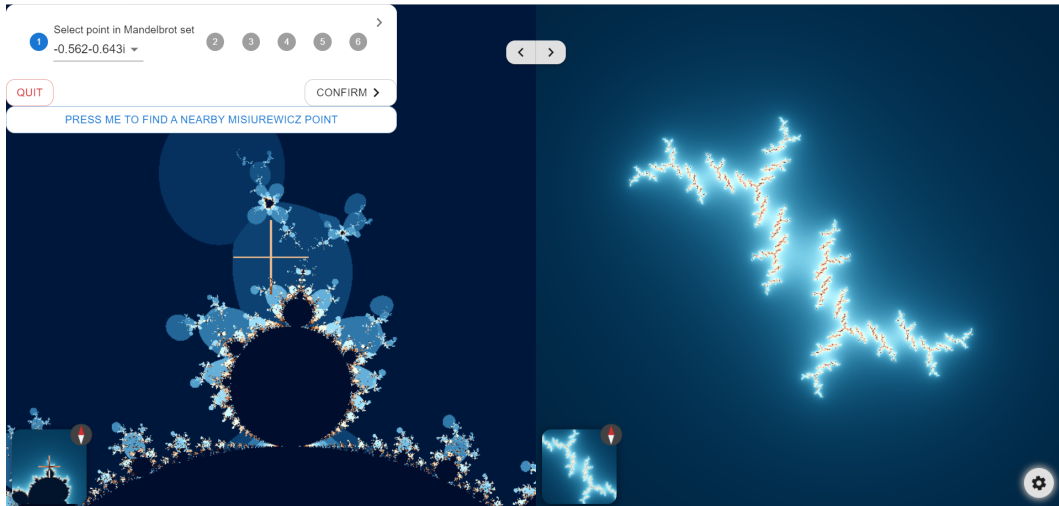 Select point in Mandelbrot set
1 -0.562-0.643i 2 3 4 5 6
QUIT CONFIRM
PRESS ME TO FIND A NEARBY MISIUREWICZ POINT